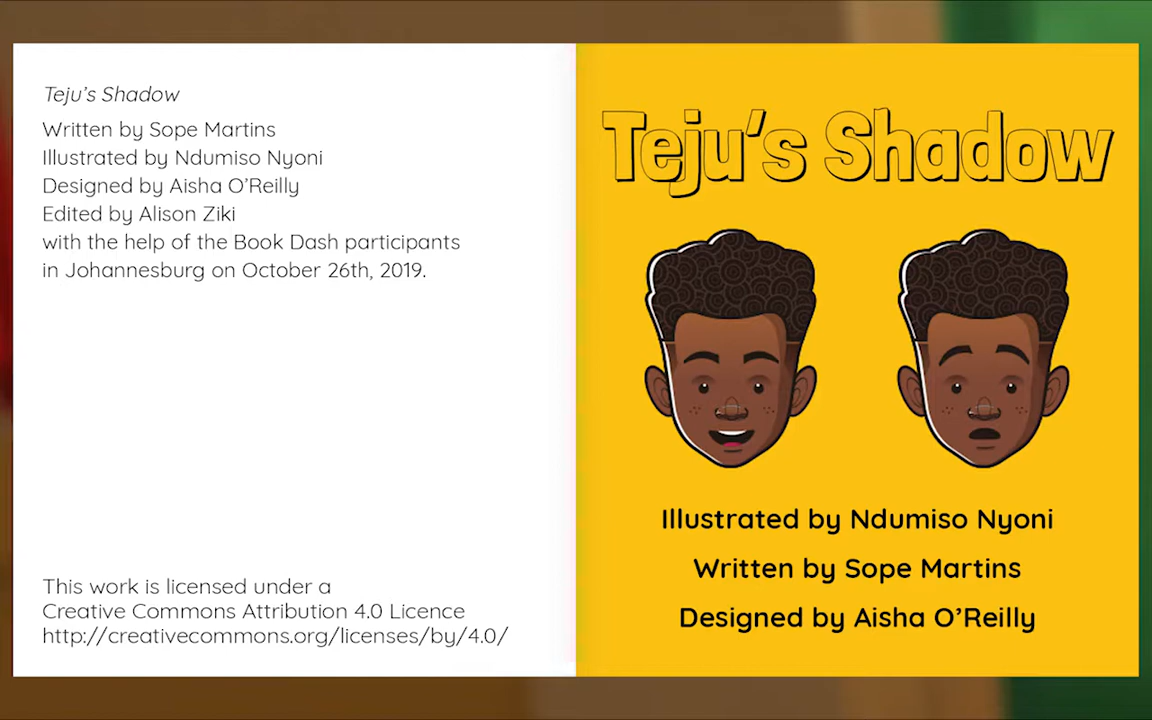 Teju's Shadow
Written by Sope Martins
Illustrated by Ndumiso Nyoni
Designed by Aisha O'Reilly
Edited by Alison Ziki
with the help of the Book Dash participants
in Johannesburg on October 26th, 2019.
This work is licensed under a
Creative Commons Attribution 4.0 Licence
http://creativecommons.org/licenses/by/4.0/
Teju's Shadow
Illustrated by Ndumiso Nyoni
Written by Sope Martins
Designed by Aisha O'Reilly